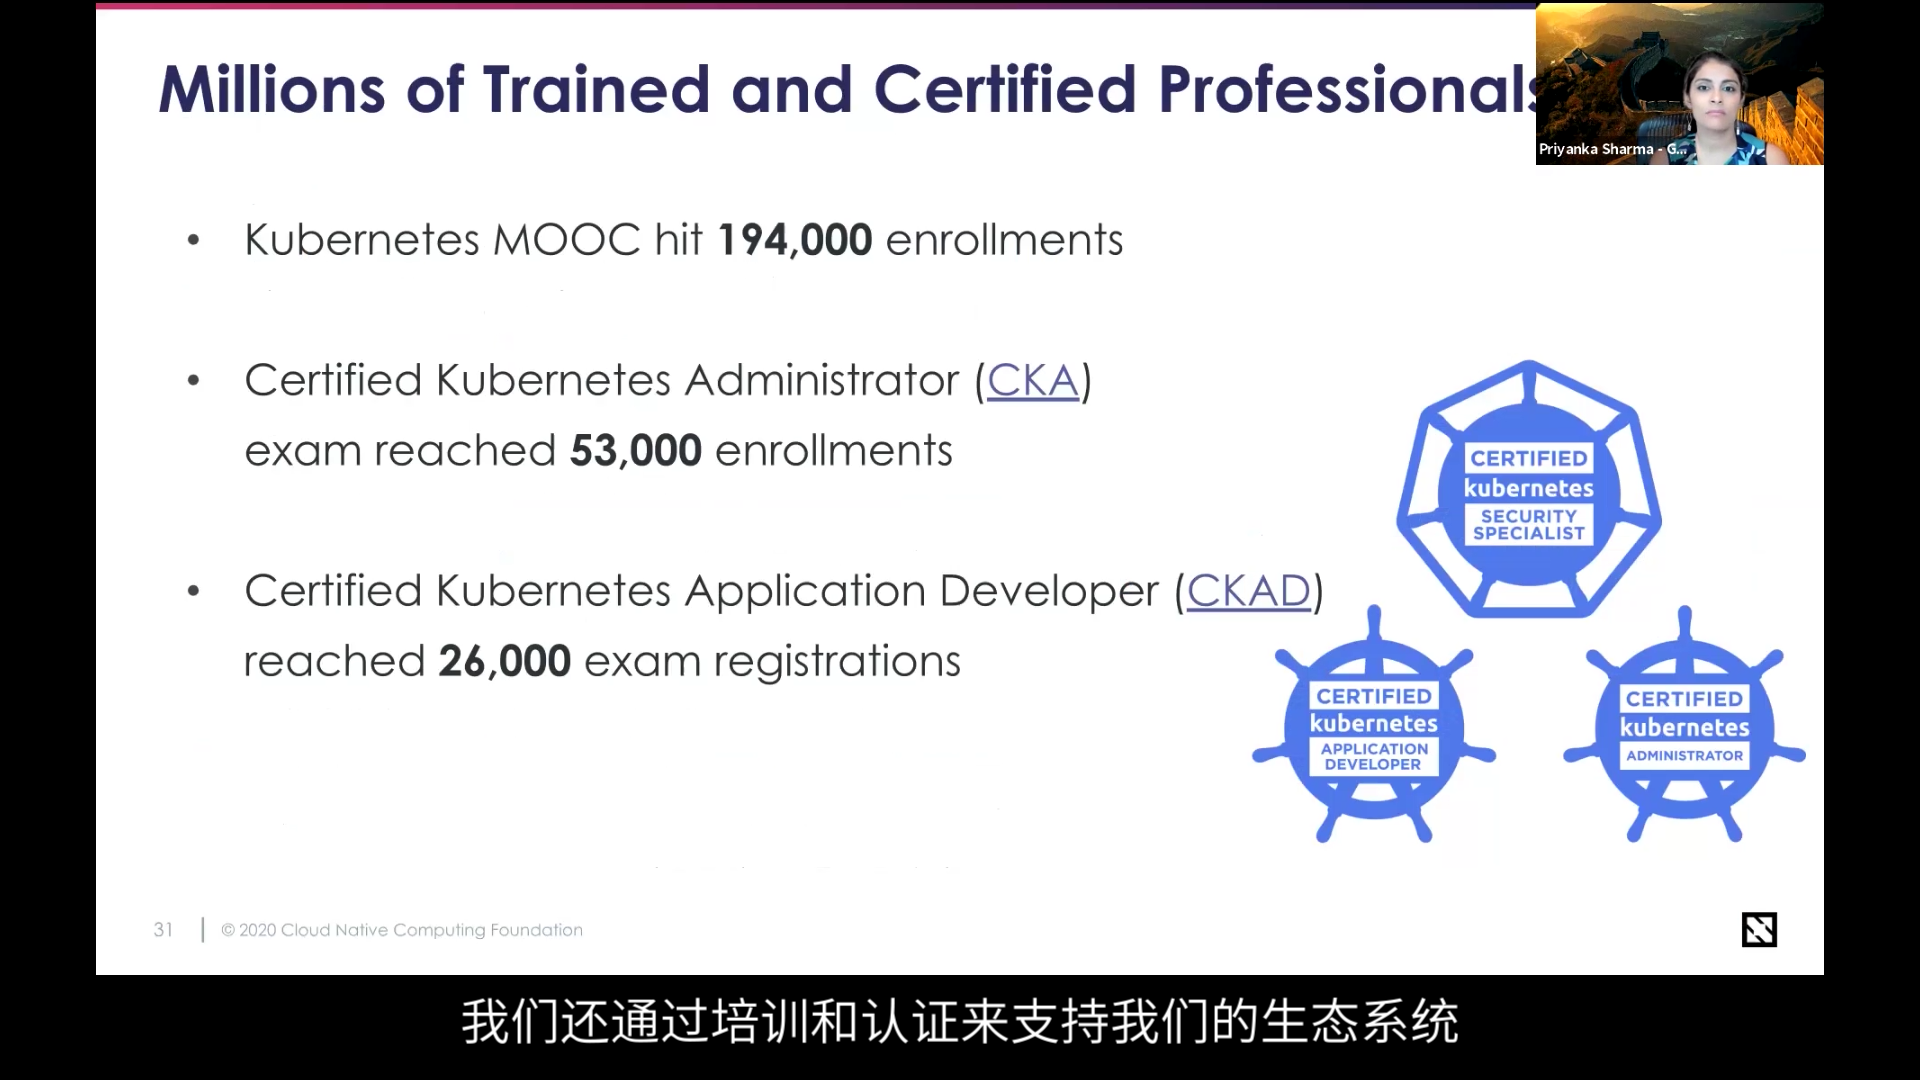 Millions of Trained and Certified Professionals
Priyanka Sharma - G...
• Kubernetes MOOC hit 194,000 enrollments
• Certified Kubernetes Administrator (CKA)
exam reached 53,000 enrollments
• Certified Kubernetes Application Developer (CKAD)
reached 26,000 exam registrations
CERTIFIED
kubernetes
SECURITY
SPECIALIST
CERTIFIED
kubernetes
APPLICATION
DEVELOPER
CERTIFIED
kubernetes
ADMINISTRATOR
31 | © 2020 Cloud Native Computing Foundation
我们还通过培训和认证来支持我们的生态系统